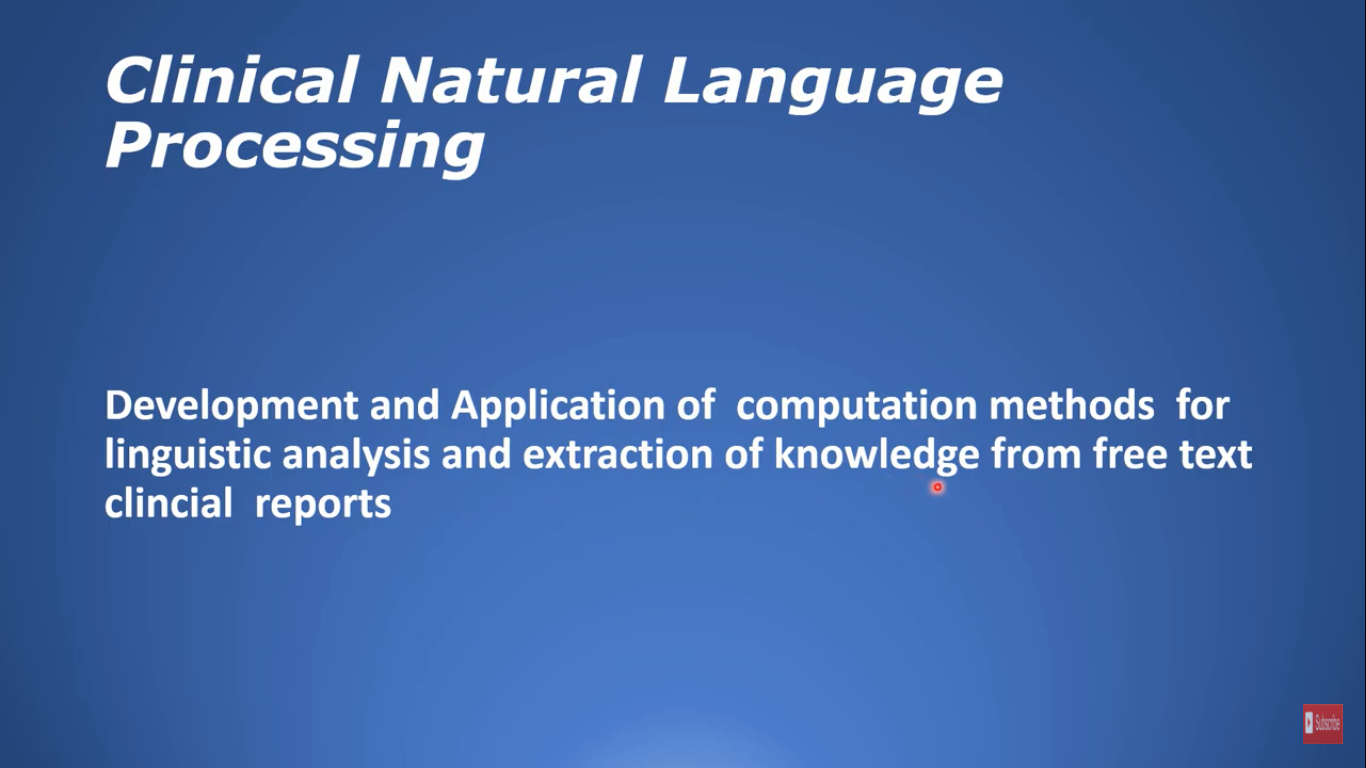 Clinical Natural Language
Processing
Development and Application of  computation methods  for
linguistic analysis and extraction of knowledge from free text
clincial  reports
Subscribe